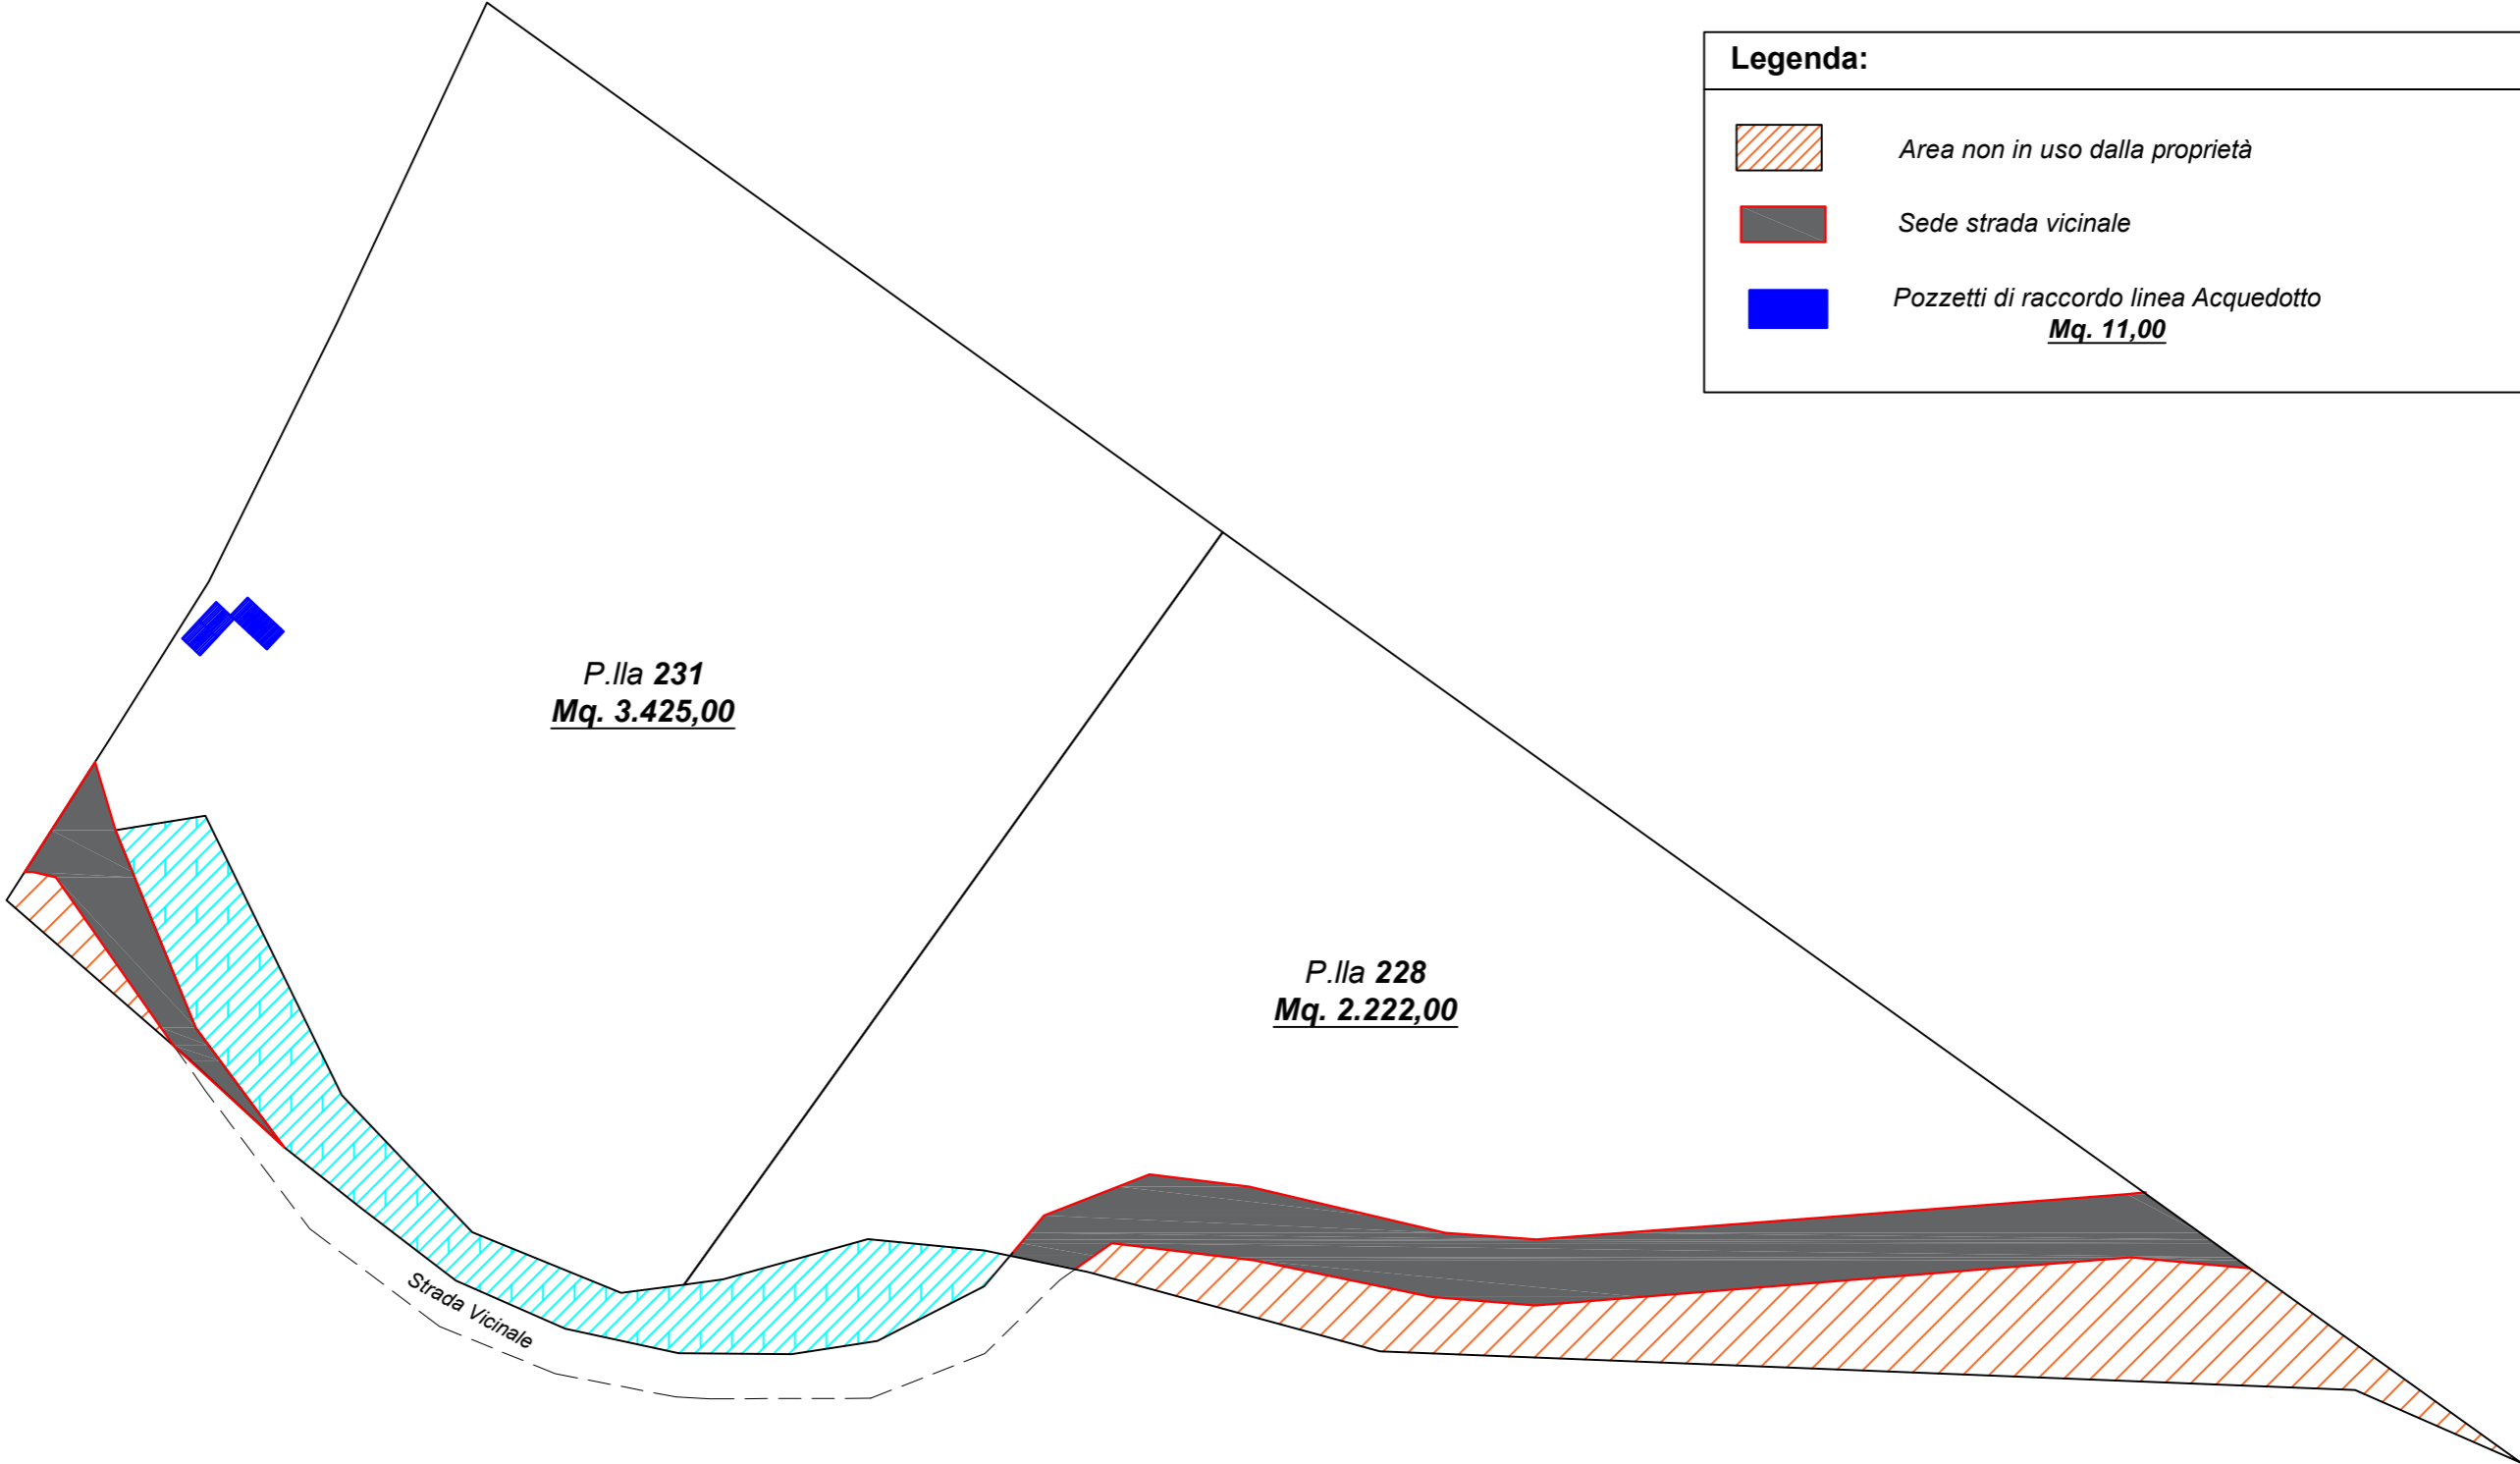 Legenda:
Area non in uso dalla proprietà
Sede strada vicinale
Pozzetti di raccordo linea Acquedotto
Mq. 11,00
P.lla 231
Mq. 3.425,00
P.lla 228
Mq. 2.222,00
Strada Vicinale